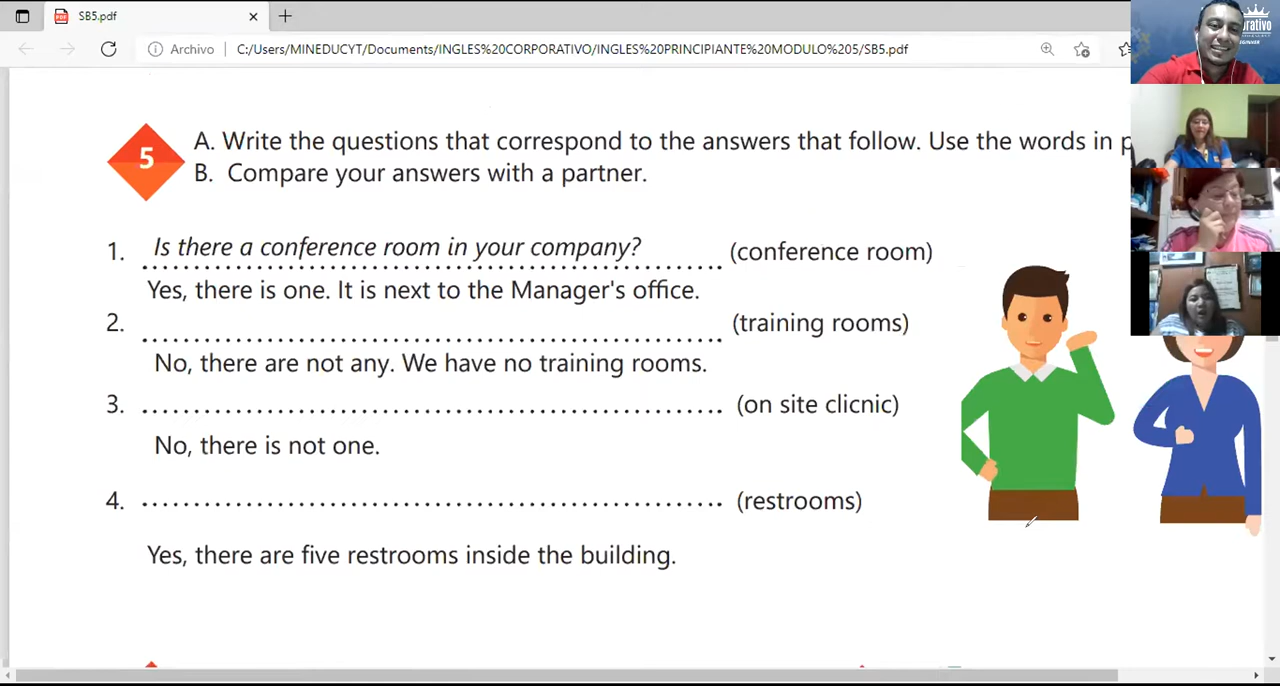 SB5.pdf
Archivo
C:/Users/MINEDUCYT/Documents/INGLES%20CORPORATIVO/INGLES%20PRINCIPIANTE%20MODULO%205/SB5.pdf
5
A. Write the questions that correspond to the answers that follow. Use the words in p
B. Compare your answers with a partner.
1. Is there a conference room in your company? (conference room)
Yes, there is one. It is next to the Manager's office.
2. (training rooms)
No, there are not any. We have no training rooms.
3. (on site clicnic)
No, there is not one.
4. (restrooms)
Yes, there are five restrooms inside the building.